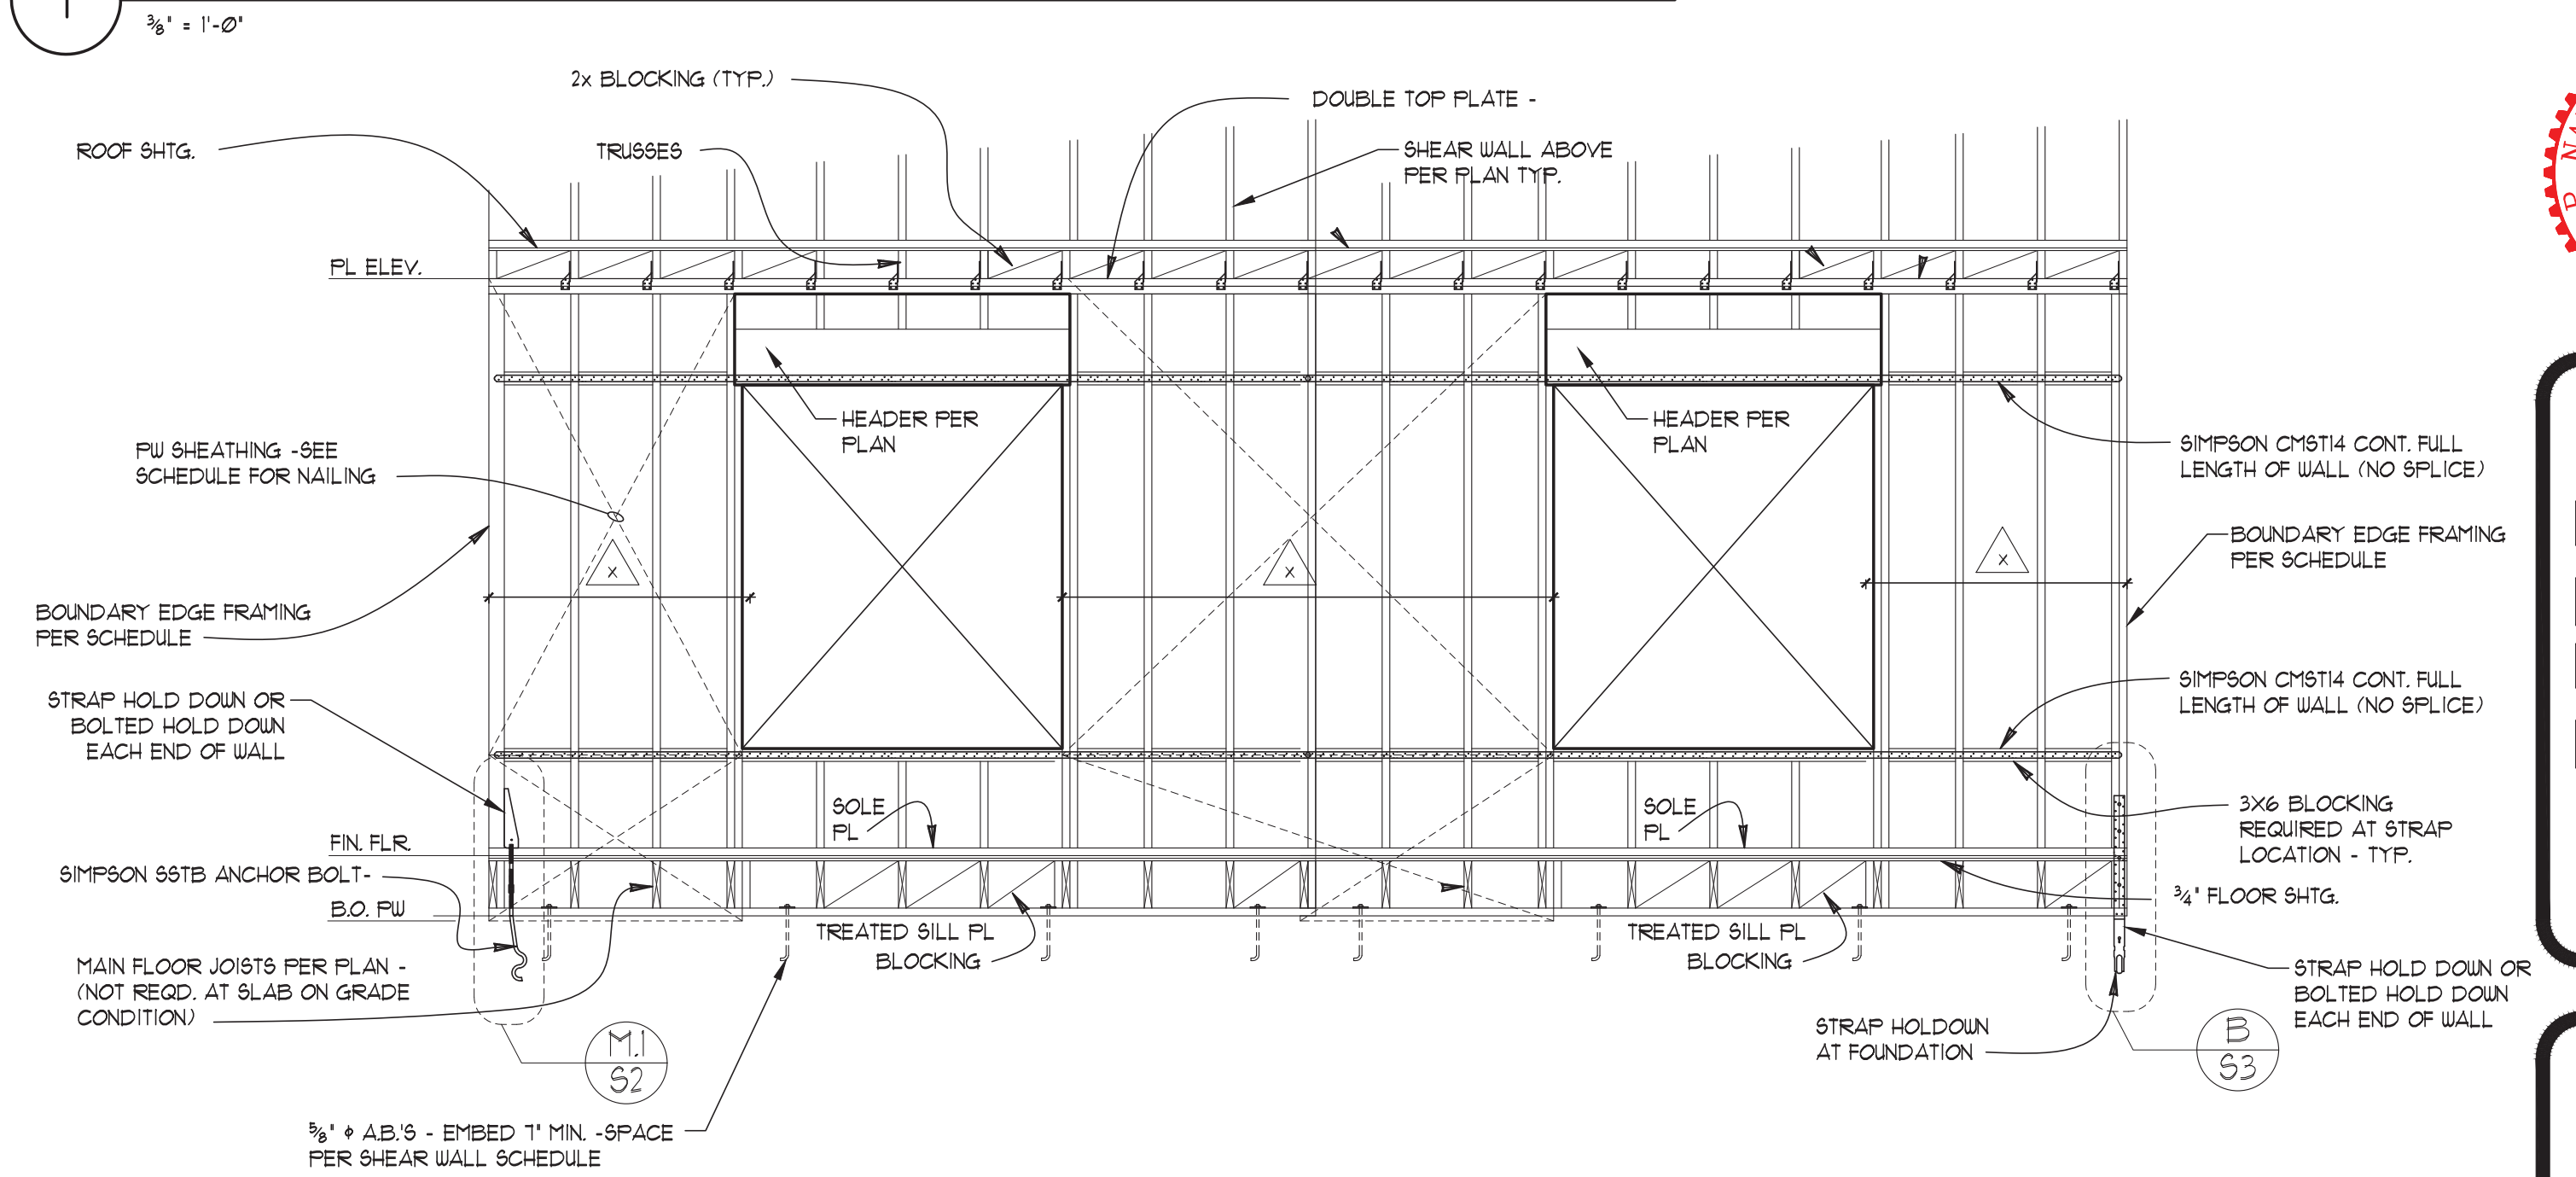 1
3/8" = 1'-0"
2x BLOCKING (TYP.)
DOUBLE TOP PLATE -
ROOF SHTG.
TRUSSES
SHEAR WALL ABOVE
PER PLAN TYP.
PL ELEV.
HEADER PER
PLAN
HEADER PER
PLAN
PW SHEATHING -SEE
SCHEDULE FOR NAILING
SIMPSON CMST14 CONT. FULL
LENGTH OF WALL (NO SPLICE)
BOUNDARY EDGE FRAMING
PER SCHEDULE
X
X
X
BOUNDARY EDGE FRAMING
PER SCHEDULE
STRAP HOLD DOWN OR
BOLTED HOLD DOWN
EACH END OF WALL
SIMPSON CMST14 CONT. FULL
LENGTH OF WALL (NO SPLICE)
SOLE
PL
SOLE
PL
3X6 BLOCKING
REQUIRED AT STRAP
LOCATION - TYP.
FIN. FLR.
SIMPSON SSTB ANCHOR BOLT-
3/4" FLOOR SHTG.
B.O. PW
TREATED SILL PL
BLOCKING
TREATED SILL PL
BLOCKING
MAIN FLOOR JOISTS PER PLAN -
(NOT REQD. AT SLAB ON GRADE
CONDITION)
STRAP HOLD DOWN OR
BOLTED HOLD DOWN
EACH END OF WALL
STRAP HOLDOWN
AT FOUNDATION
M.1
S2
B
S3
5/8" φ A.B.'S - EMBED 7" MIN. -SPACE
PER SHEAR WALL SCHEDULE